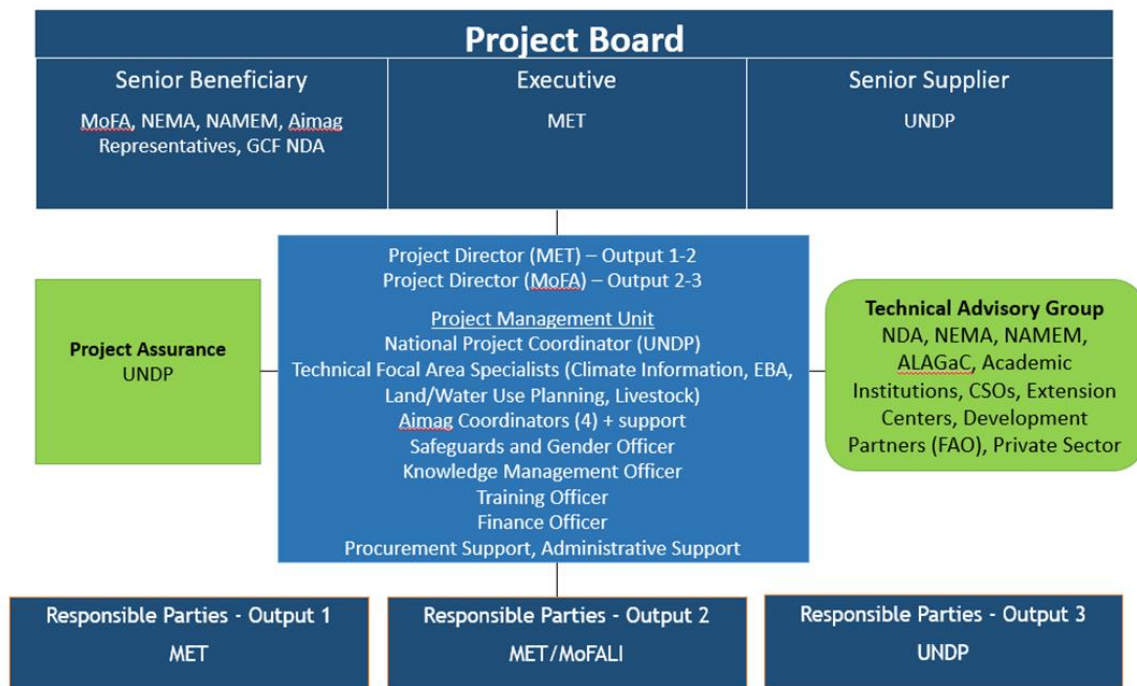 Project Board
Senior Beneficiary
MoFA, NEMA, NAMEM, Aimag
Representatives, GCF NDA
Executive
MET
Senior Supplier
UNDP
Project Director (MET) – Output 1-2
Project Director (MoFA) – Output 2-3
Project Management Unit
National Project Coordinator (UNDP)
Technical Focal Area Specialists (Climate Information, EBA,
Land/Water Use Planning, Livestock)
Aimag Coordinators (4) + support
Safeguards and Gender Officer
Knowledge Management Officer
Training Officer
Finance Officer
Procurement Support, Administrative Support
Project Assurance
UNDP
Technical Advisory Group
NDA, NEMA, NAMEM,
ALAGaC, Academic
Institutions, CSOs, Extension
Centers, Development
Partners (FAO), Private Sector
Responsible Parties - Output 1
MET
Responsible Parties - Output 2
MET/MoFALI
Responsible Parties - Output 3
UNDP